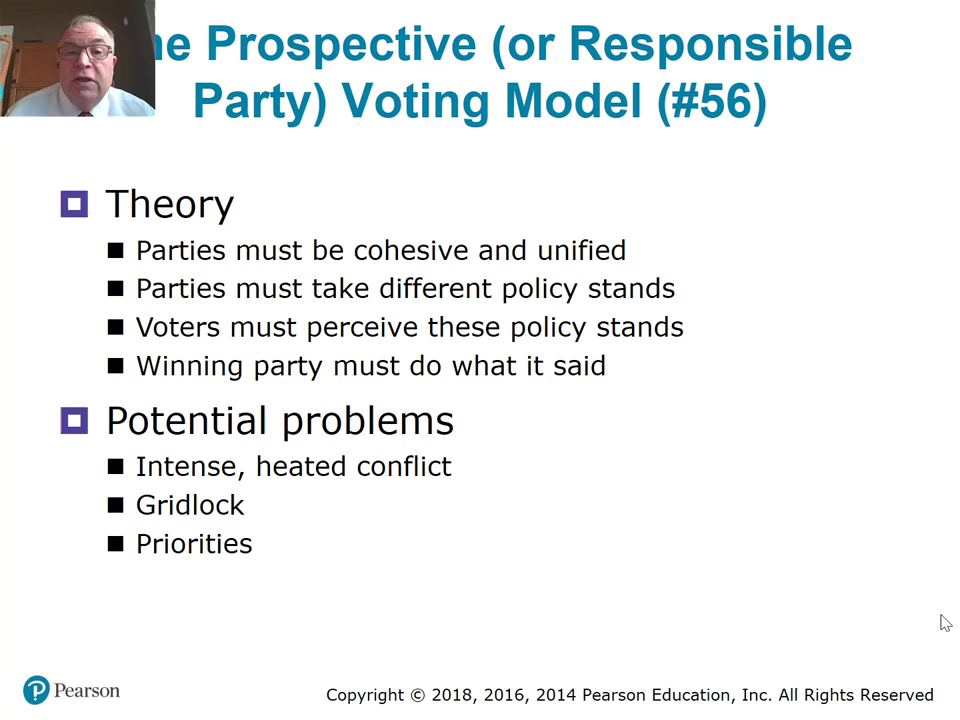 Prospective (or Responsible
Party) Voting Model (#56)
Theory
Parties must be cohesive and unified
Parties must take different policy stands
Voters must perceive these policy stands
Winning party must do what it said
Potential problems
Intense, heated conflict
Gridlock
Priorities
Pearson
Copyright © 2018, 2016, 2014 Pearson Education, Inc. All Rights Reserved